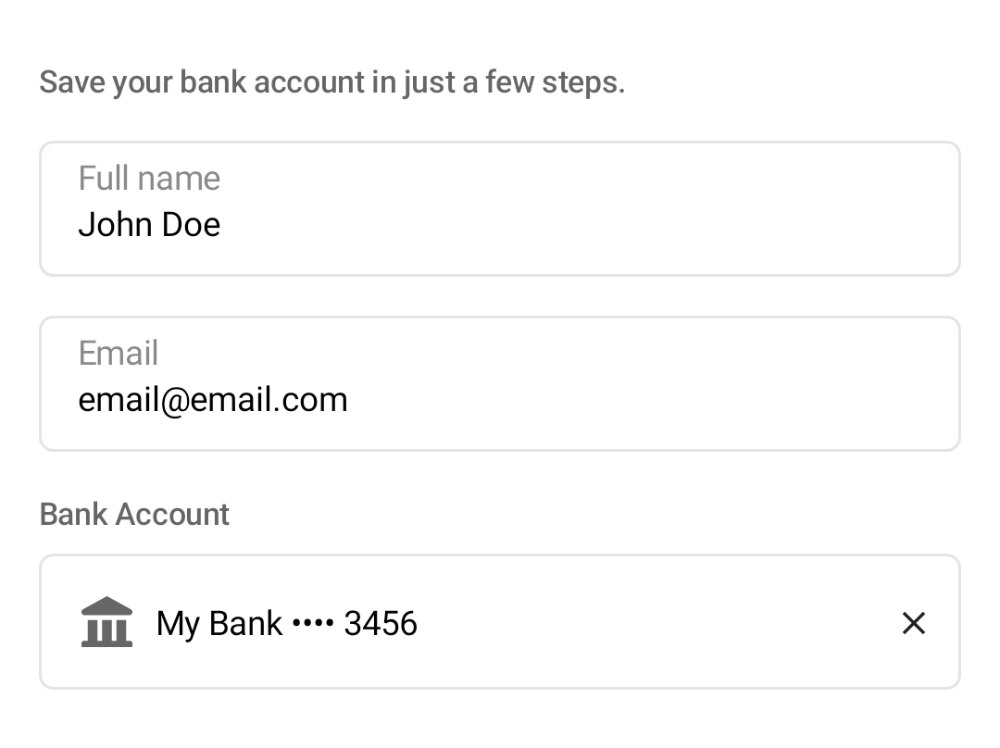 Save your bank account in just a few steps.
Full name
John Doe
Email
email@email.com
Bank Account
My Bank •••• 3456